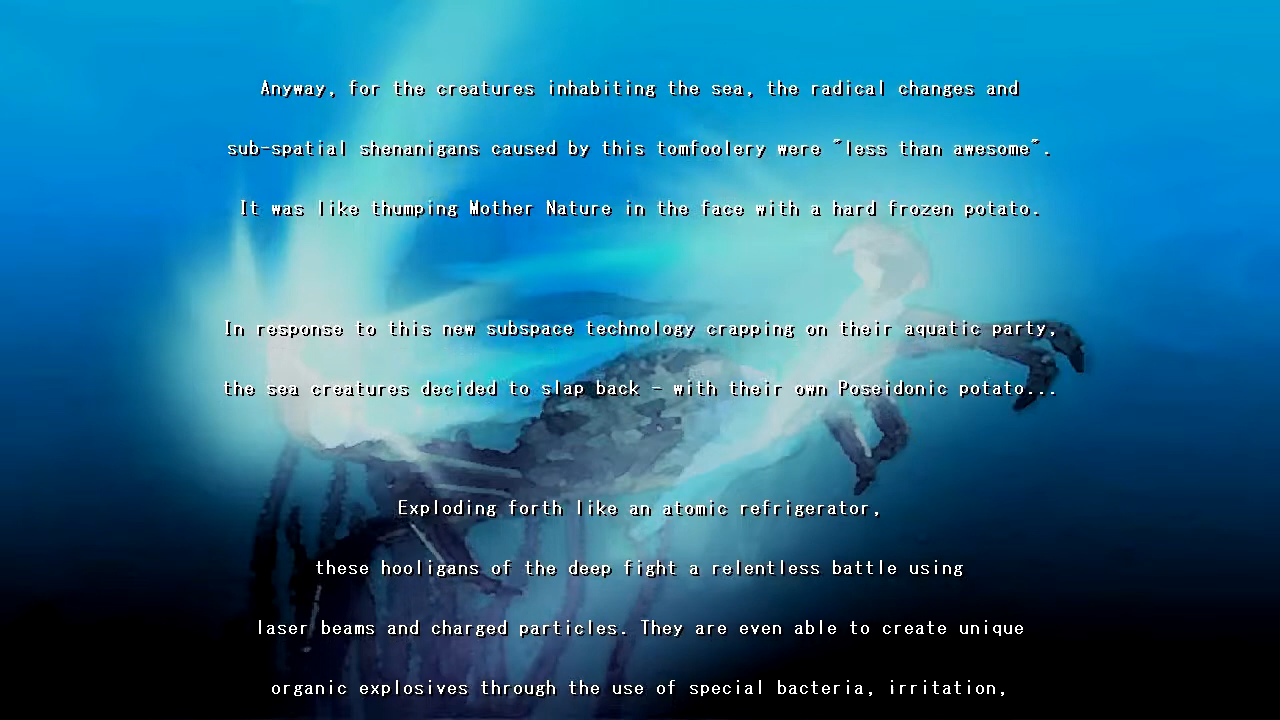 Anyway, for the creatures inhabiting the sea, the radical changes and
sub-spatial shenanigans caused by this tomfoolery were "less than awesome".
It was like thumping Mother Nature in the face with a hard frozen potato.
In response to this new subspace technology crapping on their aquatic party,
the sea creatures decided to slap back - with their own Poseidonic potato...
Exploding forth like an atomic refrigerator,
these hooligans of the deep fight a relentless battle using
laser beams and charged particles. They are even able to create unique
organic explosives through the use of special bacteria, irritation,